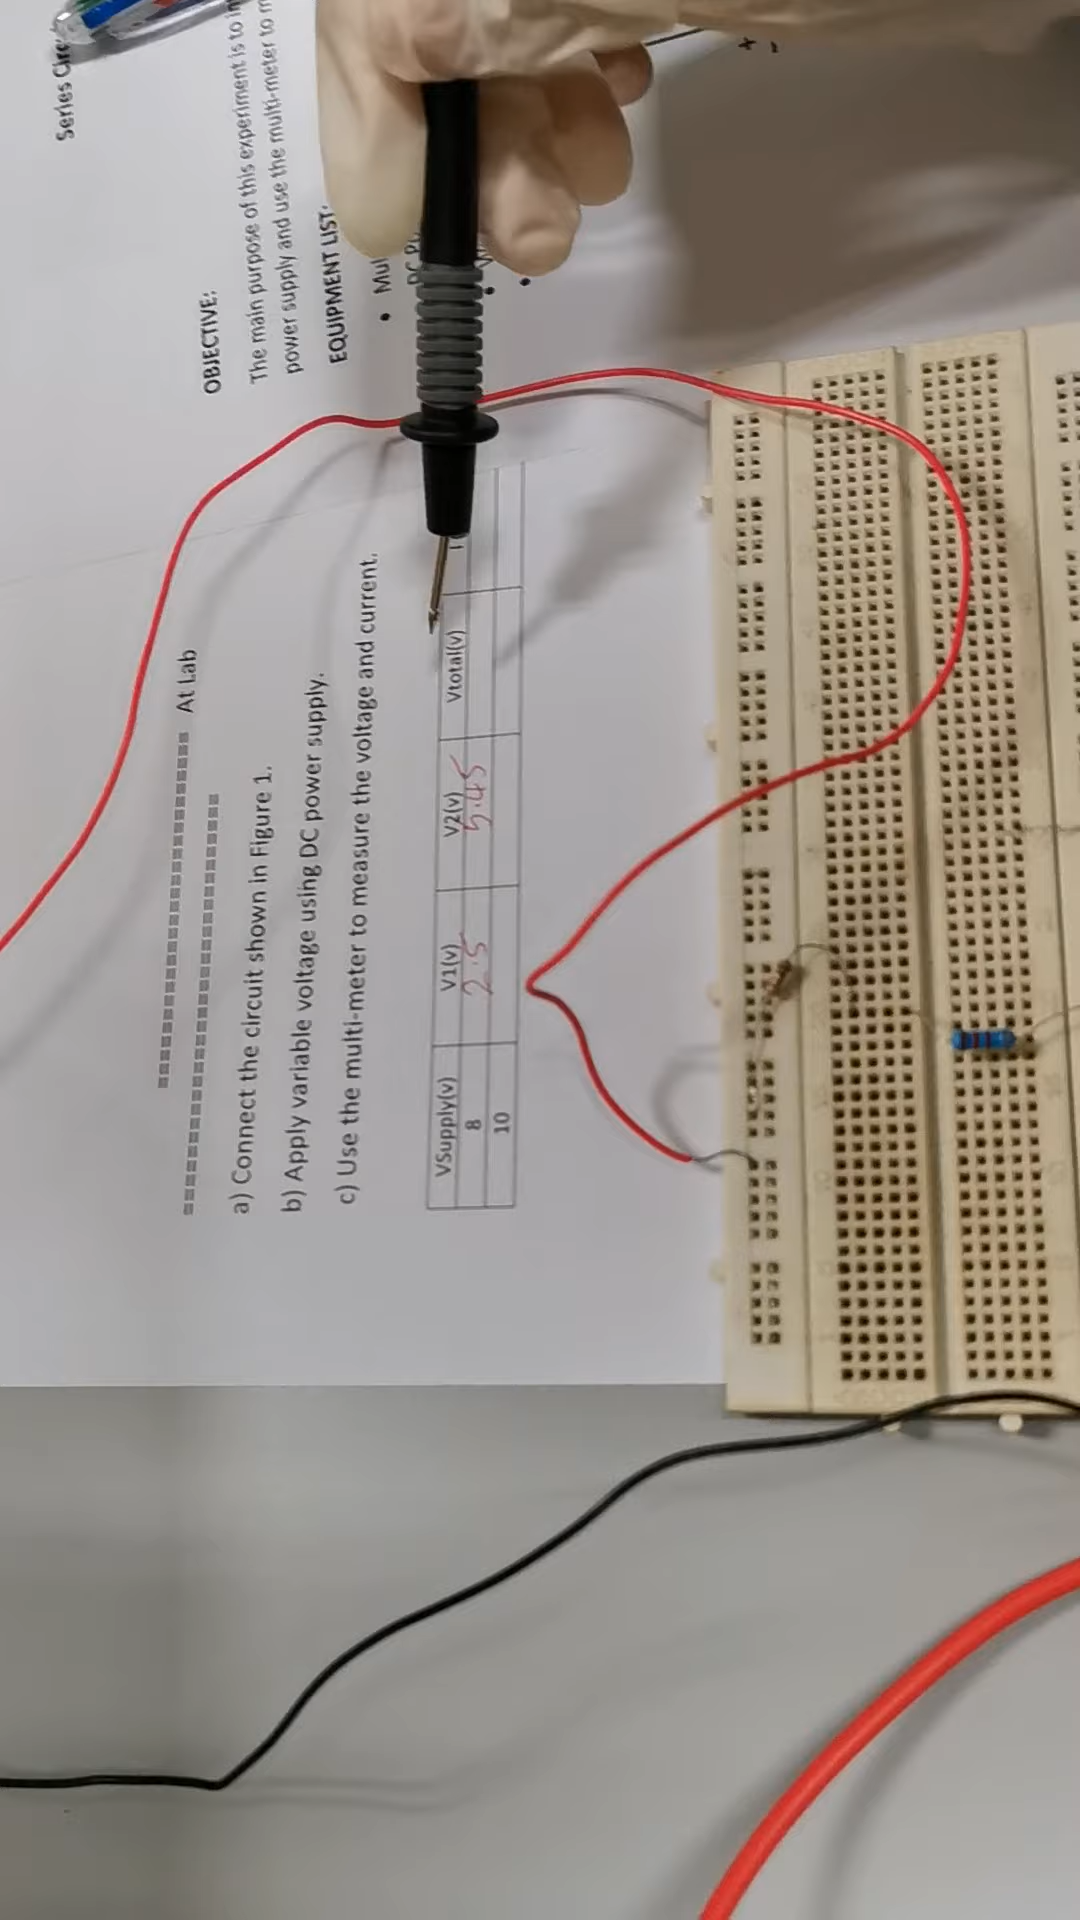 Series Circ
OBJECTIVE:
The main purpose of this experiment is to in
power supply and use the multi-meter to m
EQUIPMENT LIST:
• Mul
At Lab
a) Connect the circuit shown in Figure 1.
b) Apply variable voltage using DC power supply.
c) Use the multi-meter to measure the voltage and current.
VSupply(v) V1(v) V2(v) Vtotal(v)
8 2.5 5.45
10